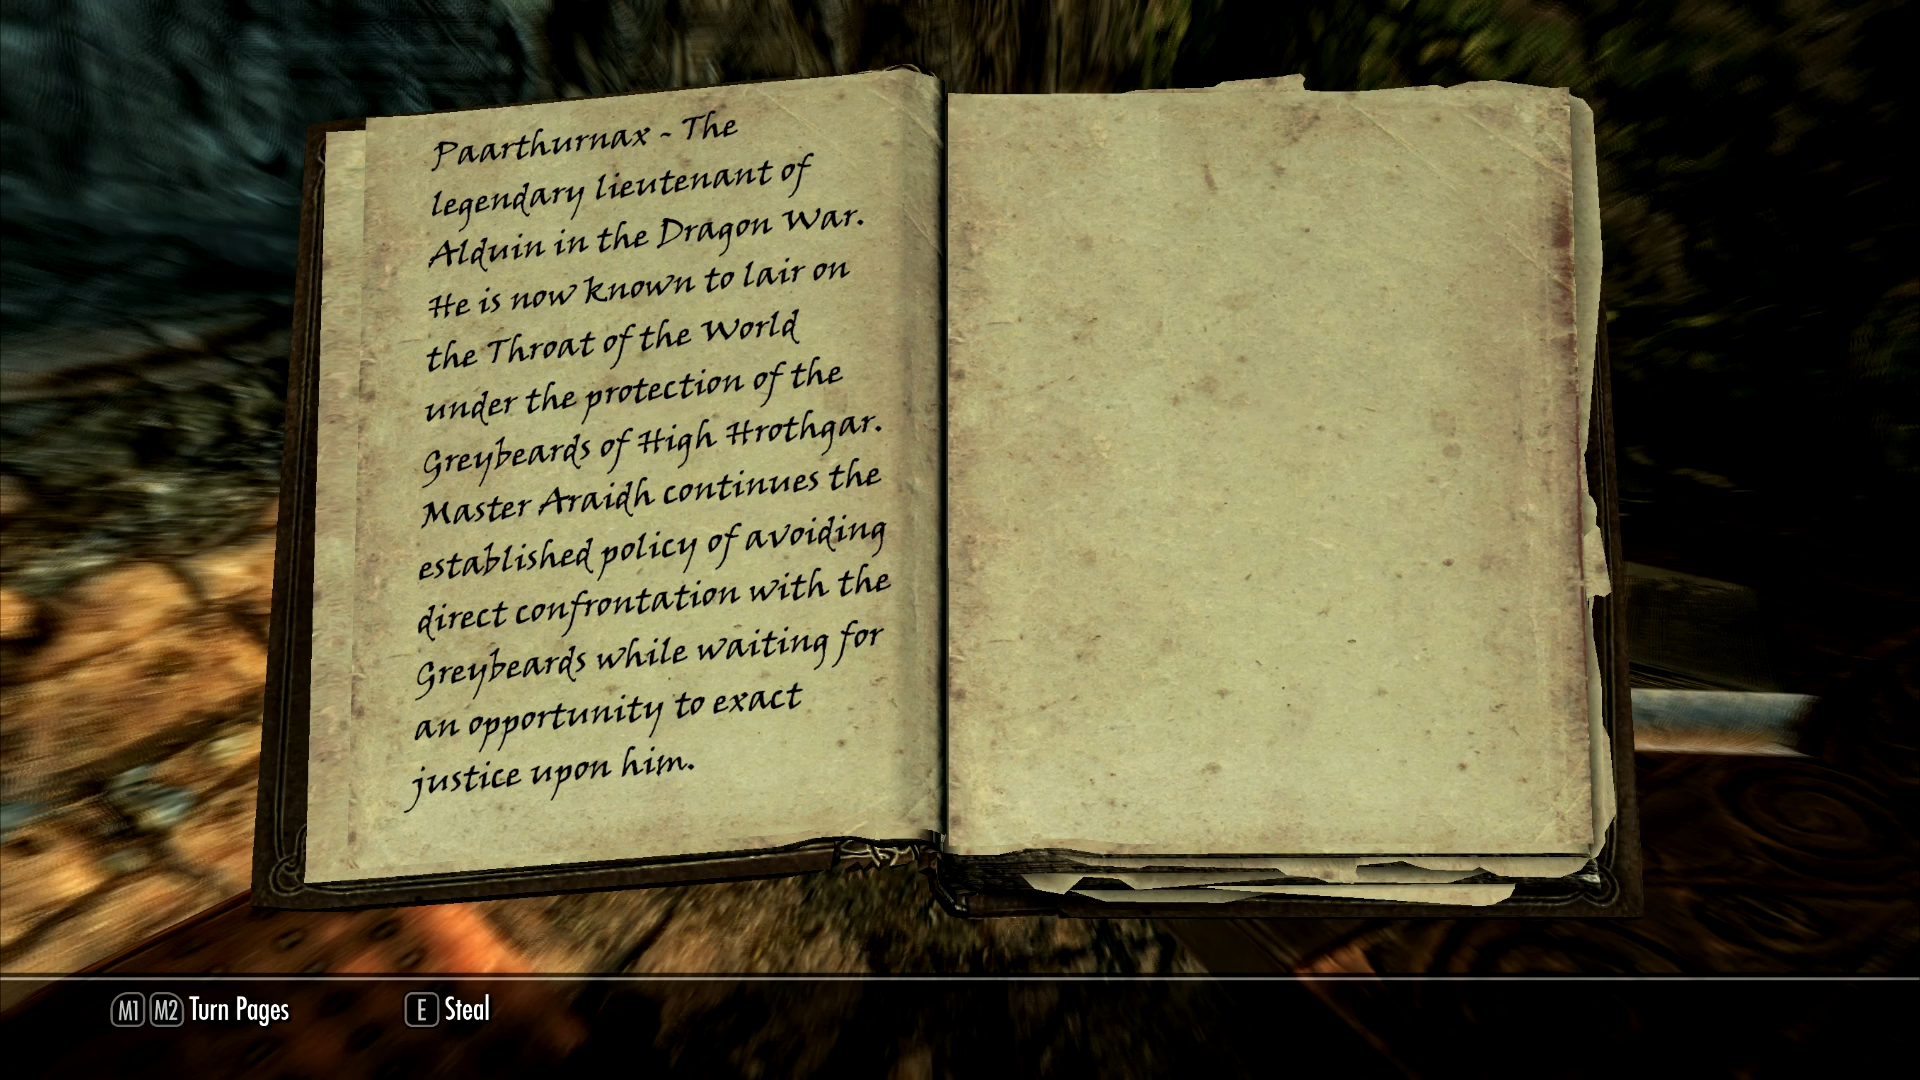 Paarthurnax - The
legendary lieutenant of
Alduin in the Dragon War.
He is now known to lair on
the Throat of the World
under the protection of the
Greybeards of High Hrothgar.
Master Araidh continues the
established policy of avoiding
direct confrontation with the
Greybeards while waiting for
an opportunity to exact
justice upon him.
M1 M2 Turn Pages E Steal